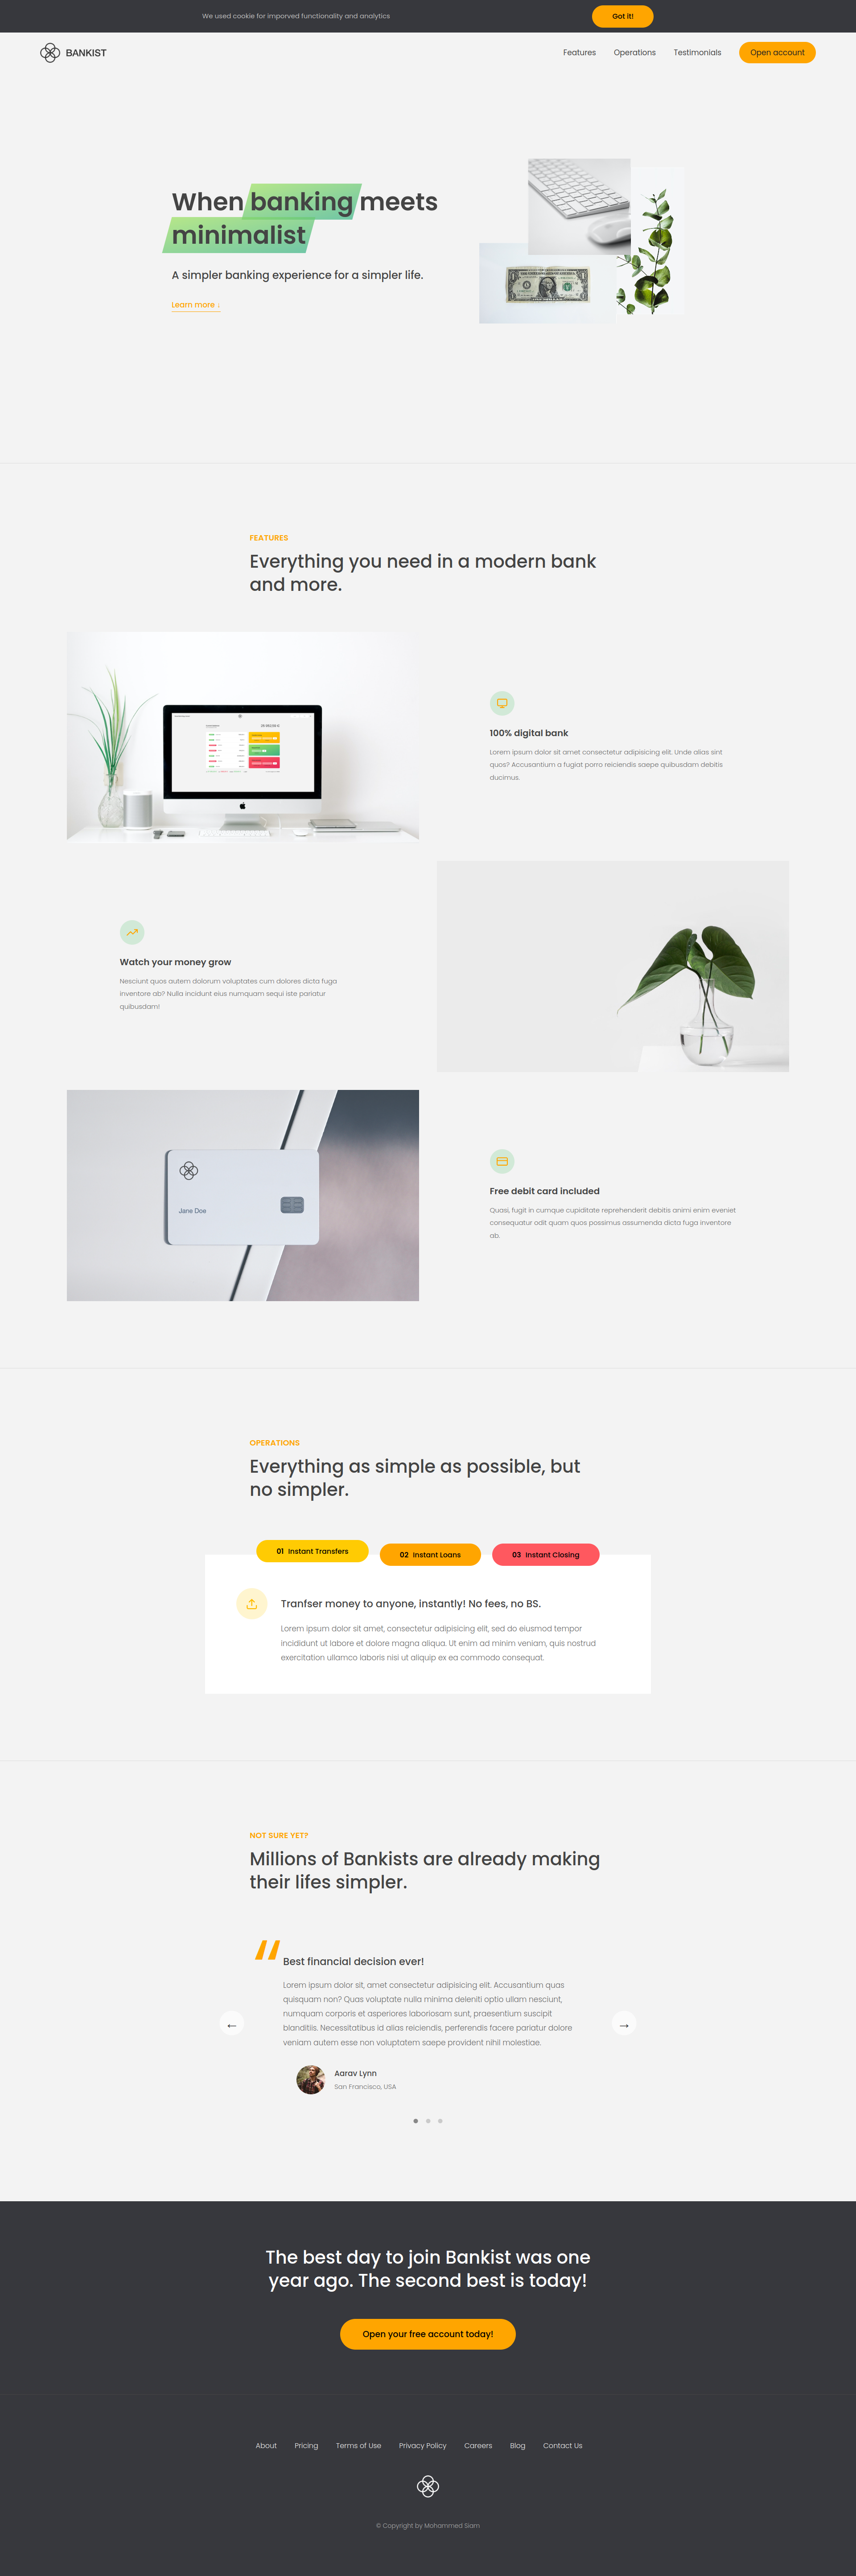 We used cookie for imporved functionality and analytics
Got it!
BANKIST
Features
Operations
Testimonials
Open account
When banking meets
minimalist
A simpler banking experience for a simpler life.
Learn more ↓
FEATURES
Everything you need in a modern bank
and more.
100% digital bank
Lorem ipsum dolor sit amet consectetur adipisicing elit. Unde alias sint
quos? Accusantium a fugiat porro reiciendis saepe quibusdam debitis
ducimus.
Watch your money grow
Nesciunt quos autem dolorum voluptates cum dolores dicta fuga
inventore ab? Nulla incidunt eius numquam sequi iste pariatur
quibusdam!
Jane Doe
Free debit card included
Quasi, fugit in cumque cupiditate reprehenderit debitis animi enim eveniet
consequatur odit quam quos possimus assumenda dicta fuga inventore
ab.
OPERATIONS
Everything as simple as possible, but
no simpler.
01 Instant Transfers
02 Instant Loans
03 Instant Closing
Tranfser money to anyone, instantly! No fees, no BS.
Lorem ipsum dolor sit amet, consectetur adipisicing elit, sed do eiusmod tempor
incididunt ut labore et dolore magna aliqua. Ut enim ad minim veniam, quis nostrud
exercitation ullamco laboris nisi ut aliquip ex ea commodo consequat.
NOT SURE YET?
Millions of Bankists are already making
their lifes simpler.
“
Best financial decision ever!
Lorem ipsum dolor sit, amet consectetur adipisicing elit. Accusantium quas
quisquam non? Quas voluptate nulla minima deleniti optio ullam nesciunt,
numquam corporis et asperiores laboriosam sunt, praesentium suscipit
blanditiis. Necessitatibus id alias reiciendis, perferendis facere pariatur dolore
veniam autem esse non voluptatem saepe provident nihil molestiae.
←
→
Aarav Lynn
San Francisco, USA
The best day to join Bankist was one
year ago. The second best is today!
Open your free account today!
About
Pricing
Terms of Use
Privacy Policy
Careers
Blog
Contact Us
© Copyright by Mohammed Siam